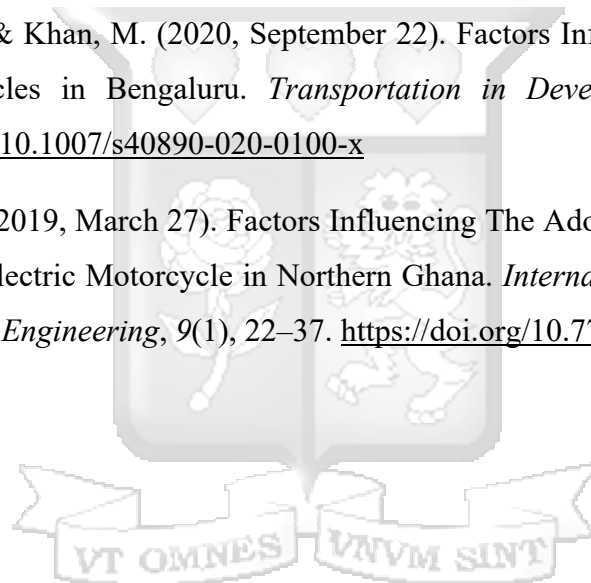 & Khan, M. (2020, September 22). Factors Inf
cles in Bengaluru. Transportation in Deve
10.1007/s40890-020-0100-x
2019, March 27). Factors Influencing The Ado
lectric Motorcycle in Northern Ghana. Interna
Engineering, 9(1), 22–37. https://doi.org/10.77
VT OMNES VNVM SINT